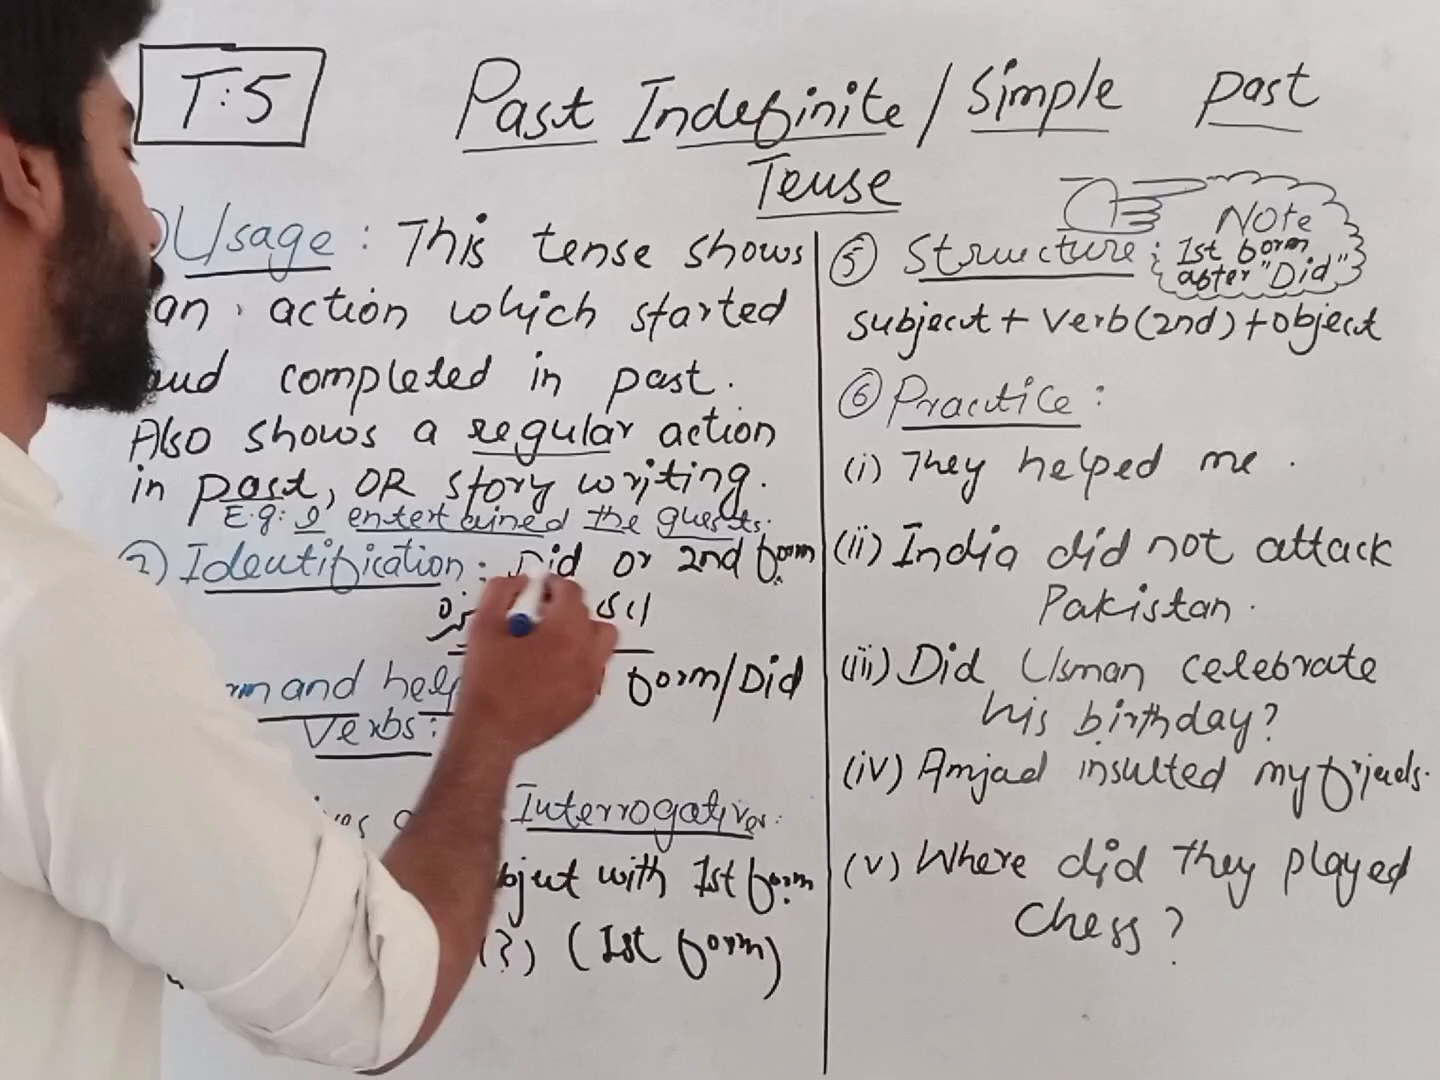 T:5
Past Indefinite / Simple past
Tense
Usage: This tense shows
an action which started
and completed in past.
Also shows a regular action
in past, OR story writing.
E.g: I entertained the guests.
2) Identification: Did or 2nd form
and form/Did
Verbs:
Interrogatives:
with 1st form
(?) (1st form)
Note
1st form
after "Did"
5 Structure:
subject + Verb(2nd) + object
6 Practice:
(i) They helped me.
(ii) India did not attack
Pakistan.
(iii) Did Usman celebrate
his birthday?
(iv) Amjad insulted my friends.
(v) Where did they played
chess?